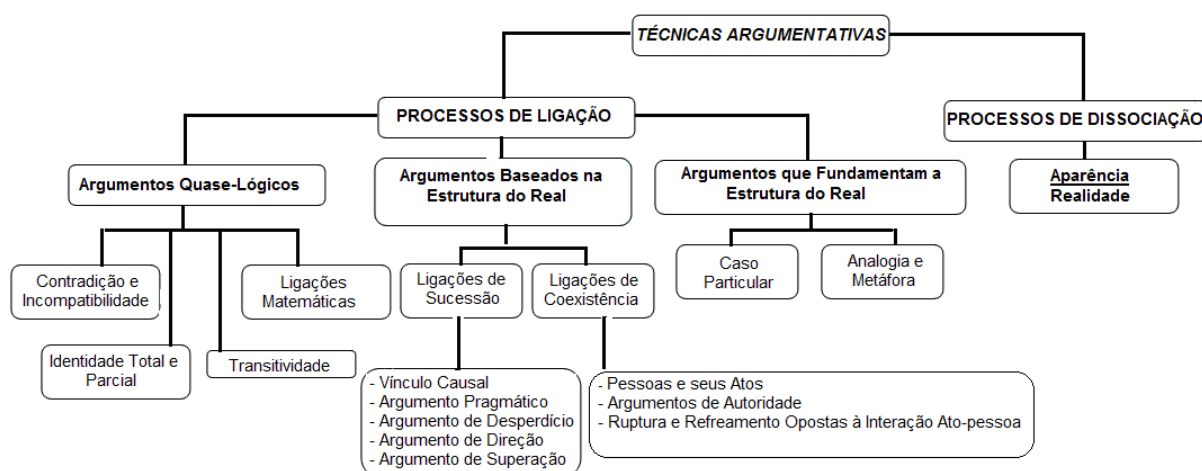 TÉCNICAS ARGUMENTATIVAS
PROCESSOS DE LIGAÇÃO
PROCESSOS DE DISSOCIAÇÃO
Argumentos Quase-Lógicos
Argumentos Baseados na
Estrutura do Real
Argumentos que Fundamentam a
Estrutura do Real
Aparência
Realidade
Contradição e
Incompatibilidade
Identidade Total e
Parcial
Transitividade
Ligações
Matemáticas
Ligações de
Sucessão
Ligações de
Coexistência
Caso
Particular
Analogia e
Metáfora
- Vínculo Causal
- Argumento Pragmático
- Argumento de Desperdício
- Argumento de Direção
- Argumento de Superação
- Pessoas e seus Atos
- Argumentos de Autoridade
- Ruptura e Refreamento Opostas à Interação Ato-pessoa